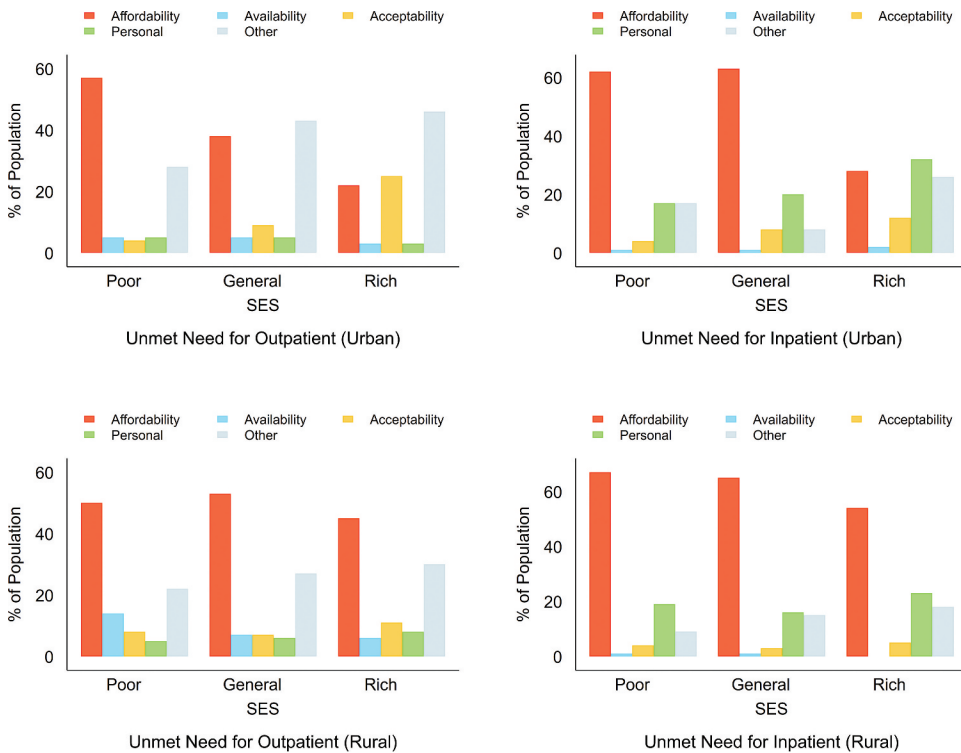 Affordability Availability Acceptability
Personal Other
% of Population
60
40
20
0
Poor General Rich
SES
Unmet Need for Outpatient (Urban)
Affordability Availability Acceptability
Personal Other
% of Population
60
40
20
0
Poor General Rich
SES
Unmet Need for Inpatient (Urban)
Affordability Availability Acceptability
Personal Other
% of Population
60
40
20
0
Poor General Rich
SES
Unmet Need for Outpatient (Rural)
Affordability Availability Acceptability
Personal Other
% of Population
60
40
20
0
Poor General Rich
SES
Unmet Need for Inpatient (Rural)